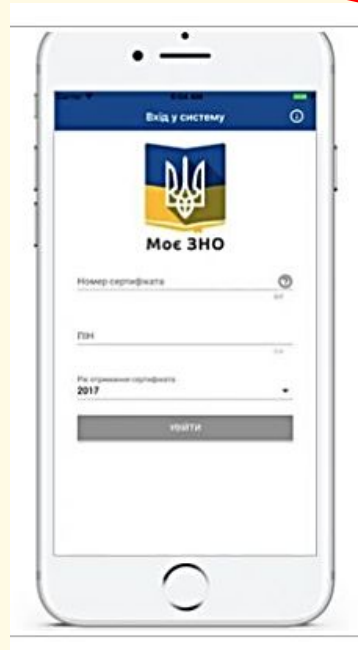 Вхід у систему
Моє ЗНО
Номер сертифіката
ПІН
Рік отримання сертифіката
2017
УВІЙТИ